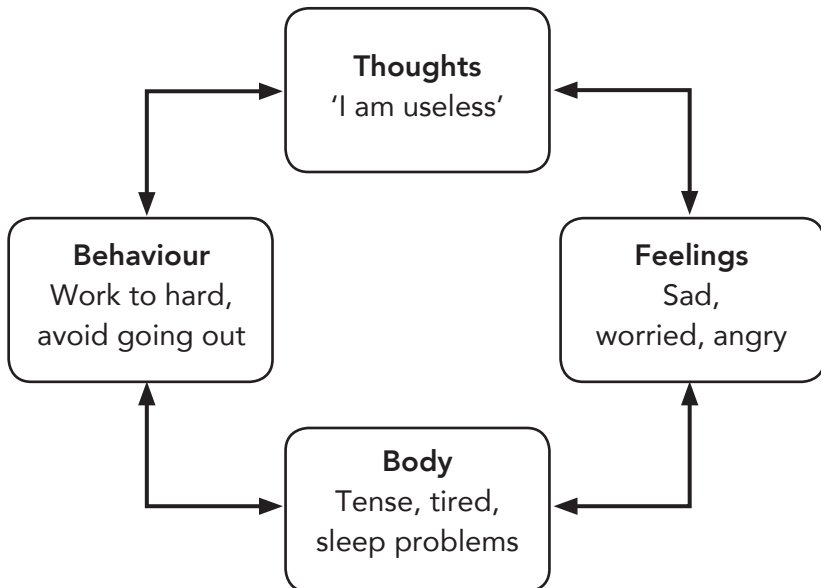 Thoughts
‘I am useless’
Behaviour
Work to hard,
avoid going out
Feelings
Sad,
worried, angry
Body
Tense, tired,
sleep problems